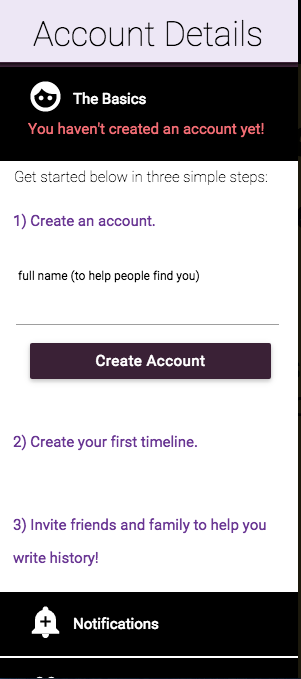 Account Details
The Basics
You haven't created an account yet!
Get started below in three simple steps:
1) Create an account.
full name (to help people find you)
Create Account
2) Create your first timeline.
3) Invite friends and family to help you
write history!
Notifications